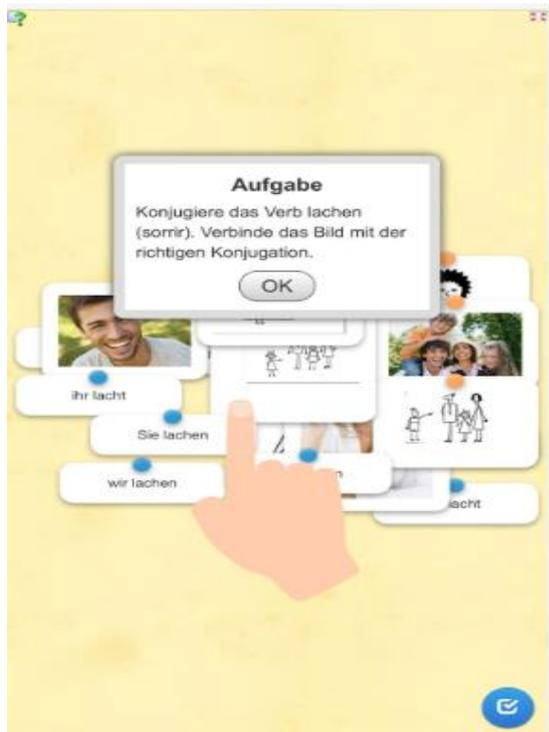 Aufgabe
Konjugiere das Verb lachen
(sorrir). Verbinde das Bild mit der
richtigen Konjugation.
OK
ihr lacht
Sie lachen
wir lachen